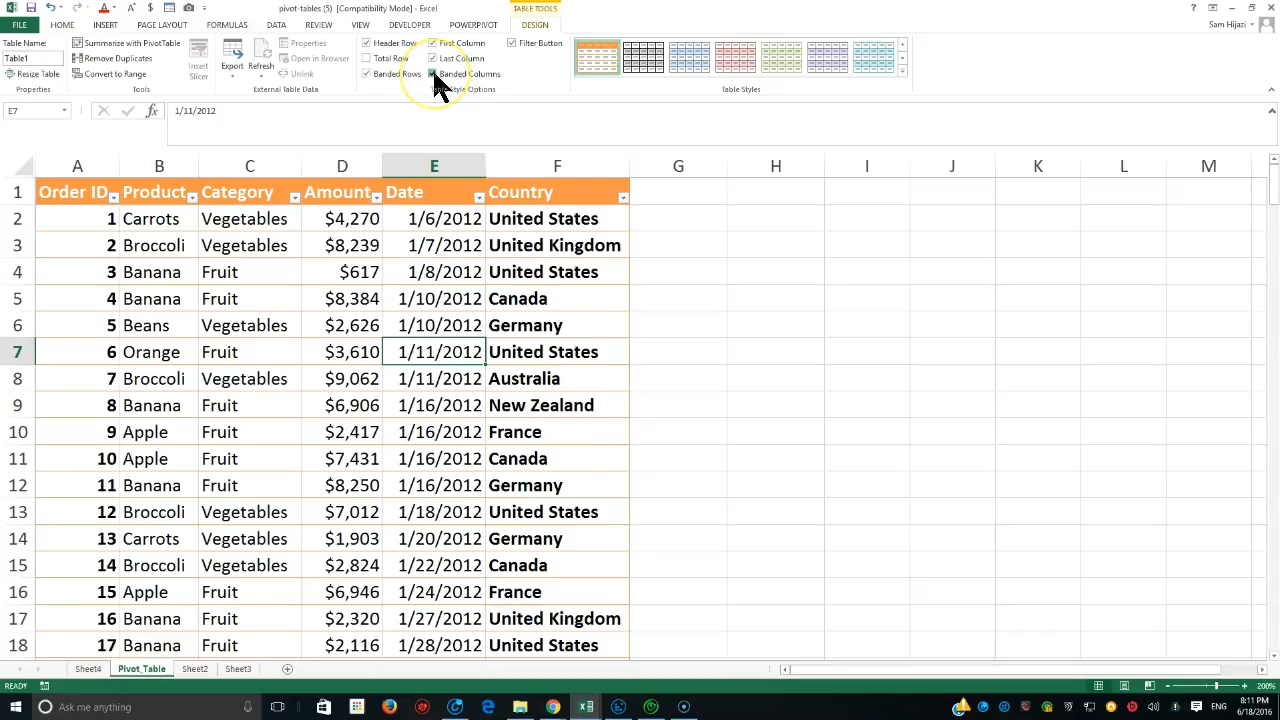 pivot-tables (5) [Compatibility Mode] - Excel
TABLE TOOLS
FILE HOME INSERT PAGE LAYOUT FORMULAS DATA REVIEW VIEW DEVELOPER POWERPIVOT DESIGN Sam Hijazi
Table Name: Summarize with PivotTable Properties Header Row First Column Filter Button
Table1 Remove Duplicates Insert Slicer Export Refresh Open in Browser Total Row Last Column
Resize Table Convert to Range Unlink Banded Rows Banded Columns
Properties Tools External Table Data Table Style Options Table Styles
E7 fx 1/11/2012
A B C D E F G H I J K L M
1 Order ID Product Category Amount Date Country
2 1 Carrots Vegetables $4,270 1/6/2012 United States
3 2 Broccoli Vegetables $8,239 1/7/2012 United Kingdom
4 3 Banana Fruit $617 1/8/2012 United States
5 4 Banana Fruit $8,384 1/10/2012 Canada
6 5 Beans Vegetables $2,626 1/10/2012 Germany
7 6 Orange Fruit $3,610 1/11/2012 United States
8 7 Broccoli Vegetables $9,062 1/11/2012 Australia
9 8 Banana Fruit $6,906 1/16/2012 New Zealand
10 9 Apple Fruit $2,417 1/16/2012 France
11 10 Apple Fruit $7,431 1/16/2012 Canada
12 11 Banana Fruit $8,250 1/16/2012 Germany
13 12 Broccoli Vegetables $7,012 1/18/2012 United States
14 13 Carrots Vegetables $1,903 1/20/2012 Germany
15 14 Broccoli Vegetables $2,824 1/22/2012 Canada
16 15 Apple Fruit $6,946 1/24/2012 France
17 16 Banana Fruit $2,320 1/27/2012 United Kingdom
18 17 Banana Fruit $2,116 1/28/2012 United States
Sheet4 Pivot_Table Sheet2 Sheet3
READY 200%
Ask me anything ENG 8:11 PM
6/18/2016